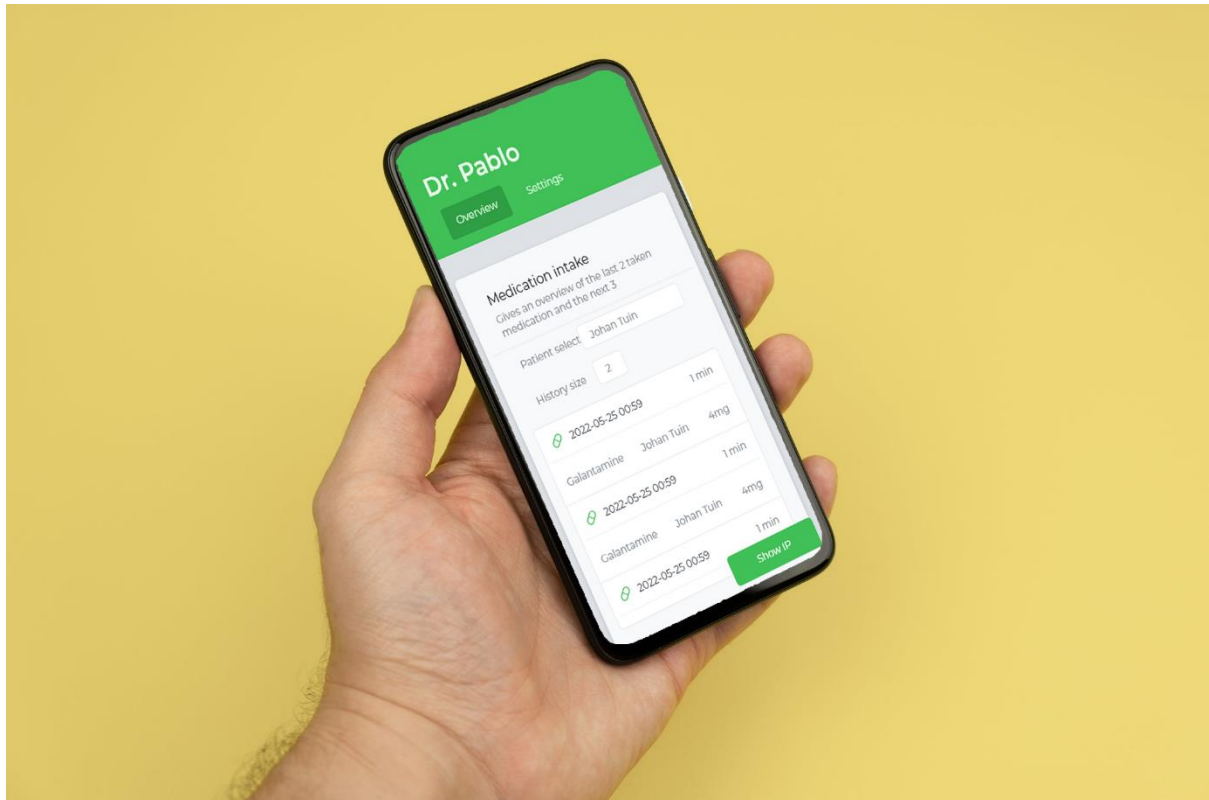 Dr. Pablo
Overview Settings
Medication intake
Gives an overview of the last 2 taken
medication and the next 3
Patient select Johan Tuin
History size 2
2022-05-25 00:59 1 min
Galantamine Johan Tuin 4mg
2022-05-25 00:59 1 min
Galantamine Johan Tuin 4mg
2022-05-25 00:59 1 min
Show IP